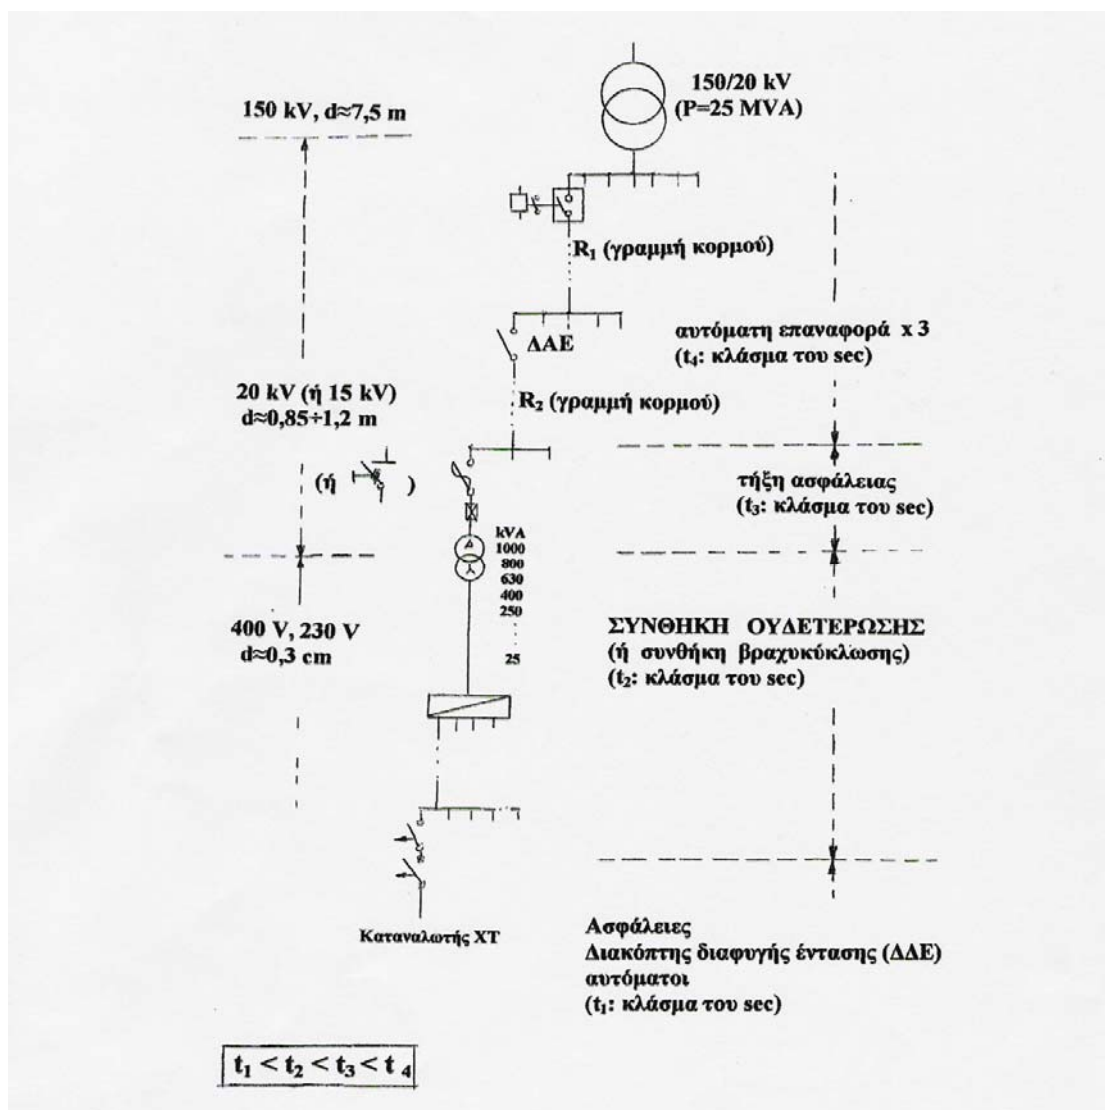 150/20 kV
(P=25 MVA)
150 kV, d≈7,5 m
R₁ (γραμμή κορμού)
ΔΑΕ
αυτόματη επαναφορά x 3
(t₄: κλάσμα του sec)
20 kV (ή 15 kV)
d≈0,85÷1,2 m
R₂ (γραμμή κορμού)
(ή )
τήξη ασφάλειας
(t₃: κλάσμα του sec)
kVA
1000
800
630
400
250
25
400 V, 230 V
d≈0,3 cm
ΣΥΝΘΗΚΗ ΟΥΔΕΤΕΡΩΣΗΣ
(ή συνθήκη βραχυκύκλωσης)
(t₂: κλάσμα του sec)
Καταναλωτής ΧΤ
Ασφάλειες
Διακόπτης διαφυγής έντασης (ΔΔΕ)
αυτόματοι
(t₁: κλάσμα του sec)
t₁ < t₂ < t₃ < t ₄